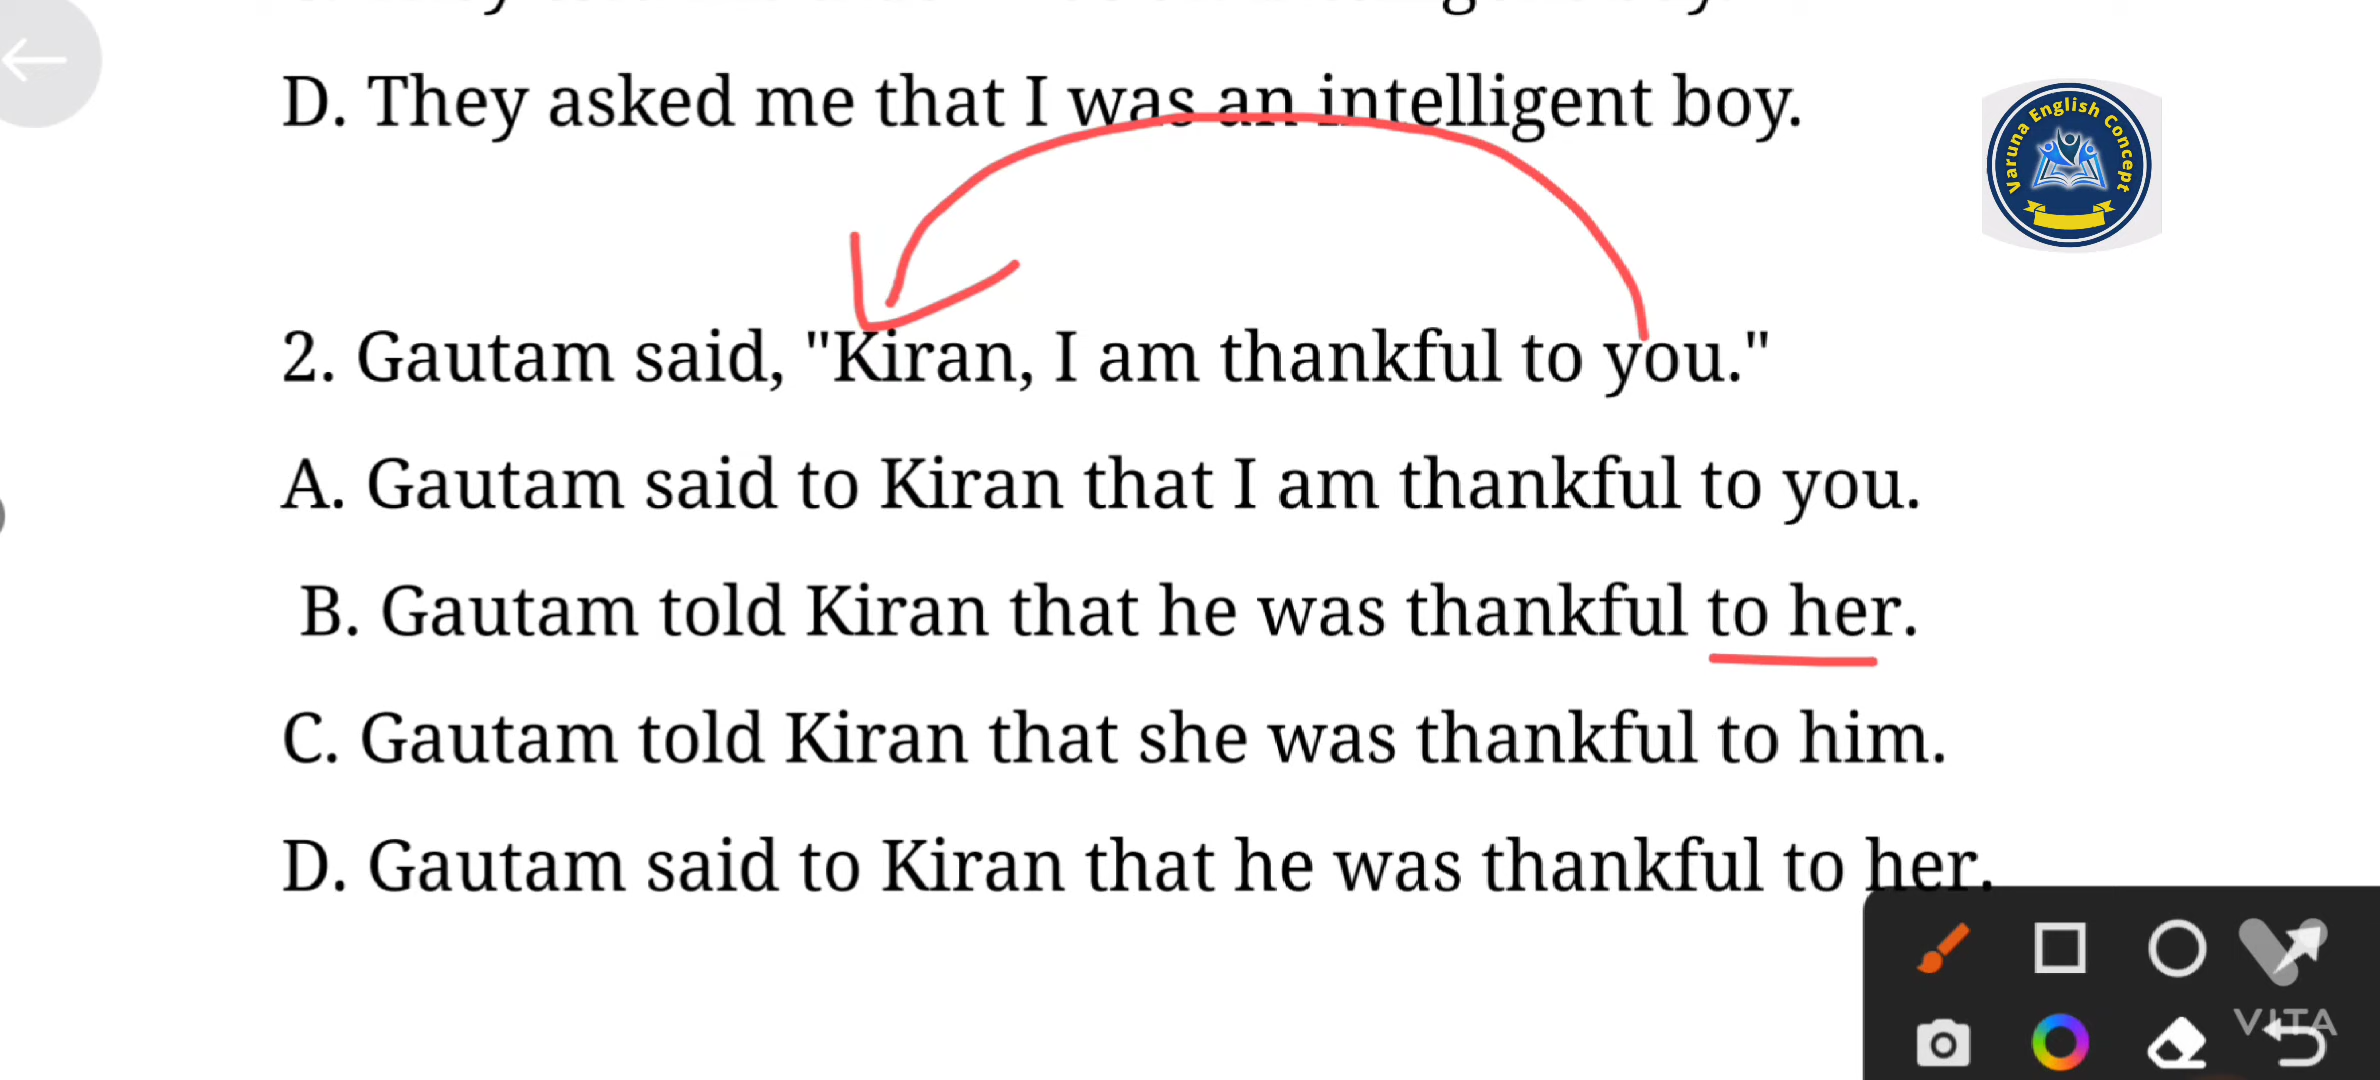 D. They asked me that I was an intelligent boy.
Varuna English Concept
2. Gautam said, "Kiran, I am thankful to you."
A. Gautam said to Kiran that I am thankful to you.
B. Gautam told Kiran that he was thankful to her.
C. Gautam told Kiran that she was thankful to him.
D. Gautam said to Kiran that he was thankful to her.
VITA